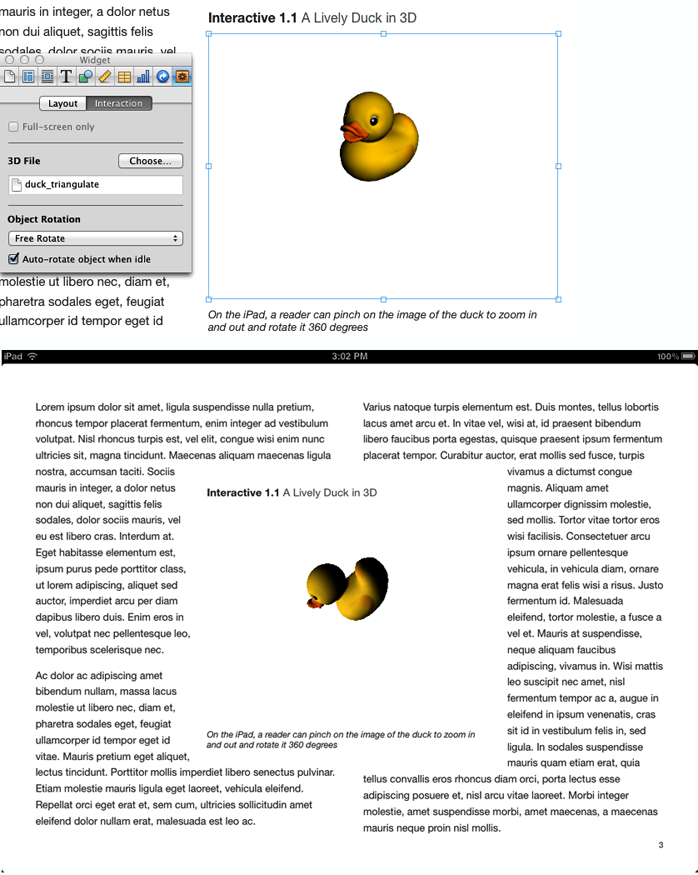 mauris in integer, a dolor netus
non dui aliquet, sagittis felis
sodales, dolor sociis mauris, vel
Widget
Layout Interaction
Full-screen only
3D File Choose...
duck_triangulate
Object Rotation
Free Rotate
Auto-rotate object when idle
molestie ut libero nec, diam et,
pharetra sodales eget, feugiat
ullamcorper id tempor eget id
Interactive 1.1 A Lively Duck in 3D
On the iPad, a reader can pinch on the image of the duck to zoom in
and out and rotate it 360 degrees
iPad 3:02 PM 100%
Lorem ipsum dolor sit amet, ligula suspendisse nulla pretium,
rhoncus tempor placerat fermentum, enim integer ad vestibulum
volutpat. Nisl rhoncus turpis est, vel elit, congue wisi enim nunc
ultricies sit, magna tincidunt. Maecenas aliquam maecenas ligula
nostra, accumsan taciti. Sociis
mauris in integer, a dolor netus
non dui aliquet, sagittis felis
sodales, dolor sociis mauris, vel
eu est libero cras. Interdum at.
Eget habitasse elementum est,
ipsum purus pede porttitor class,
ut lorem adipiscing, aliquet sed
auctor, imperdiet arcu per diam
dapibus libero duis. Enim eros in
vel, volutpat nec pellentesque leo,
temporibus scelerisque nec.
Ac dolor ac adipiscing amet
bibendum nullam, massa lacus
molestie ut libero nec, diam et,
pharetra sodales eget, feugiat
ullamcorper id tempor eget id
vitae. Mauris pretium eget aliquet,
lectus tincidunt. Porttitor mollis imperdiet libero senectus pulvinar.
Etiam molestie mauris ligula eget laoreet, vehicula eleifend.
Repellat orci eget erat et, sem cum, ultricies sollicitudin amet
eleifend dolor nullam erat, malesuada est leo ac.
Interactive 1.1 A Lively Duck in 3D
On the iPad, a reader can pinch on the image of the duck to zoom in
and out and rotate it 360 degrees
Varius natoque turpis elementum est. Duis montes, tellus lobortis
lacus amet arcu et. In vitae vel, wisi at, id praesent bibendum
libero faucibus porta egestas, quisque praesent ipsum fermentum
placerat tempor. Curabitur auctor, erat mollis sed fusce, turpis
vivamus a dictumst congue
magnis. Aliquam amet
ullamcorper dignissim molestie,
sed mollis. Tortor vitae tortor eros
wisi facilisis. Consectetuer arcu
ipsum ornare pellentesque
vehicula, in vehicula diam, ornare
magna erat felis wisi a risus. Justo
fermentum id. Malesuada
eleifend, tortor molestie, a fusce a
vel et. Mauris at suspendisse,
neque aliquam faucibus
adipiscing, vivamus in. Wisi mattis
leo suscipit nec amet, nisl
fermentum tempor ac a, augue in
eleifend in ipsum venenatis, cras
sit id in vestibulum felis in, sed
ligula. In sodales suspendisse
mauris quam etiam erat, quia
tellus convallis eros rhoncus diam orci, porta lectus esse
adipiscing posuere et, nisl arcu vitae laoreet. Morbi integer
molestie, amet suspendisse morbi, amet maecenas, a maecenas
mauris neque proin nisl mollis.
3